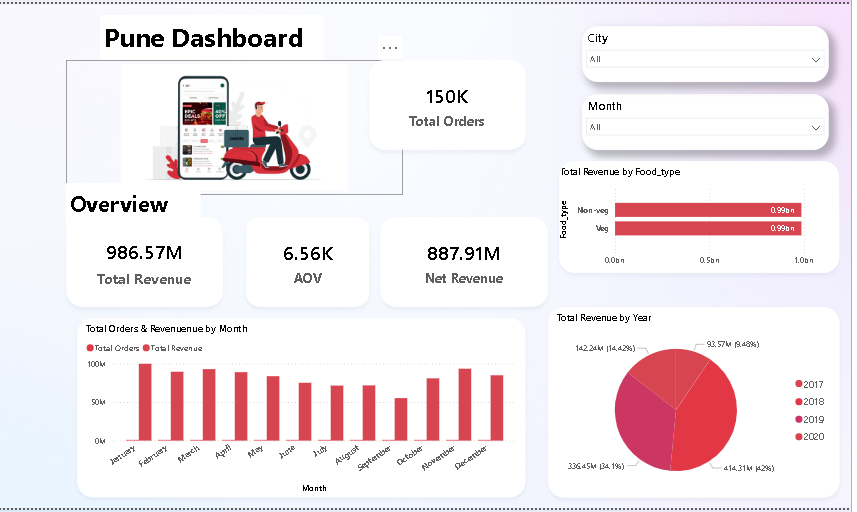 Pune Dashboard
...
EPIC
DEALS
City
All
150K
Total Orders
Month
All
Total Revenue by Food_type
Food_type
Non-veg
0.99bn
Veg
0.99bn
0.0bn
0.5bn
1.0bn
Overview
986.57M
Total Revenue
6.56K
AOV
887.91M
Net Revenue
Total Orders & Revenuenue by Month
Total Orders
Total Revenue
100M
50M
0M
January
February
March
April
May
June
July
August
September
October
November
December
Month
Total Revenue by Year
142.24M (14.42%)
93.57M (9.48%)
336.45M (34.1%)
414.31M (42%)
2017
2018
2019
2020